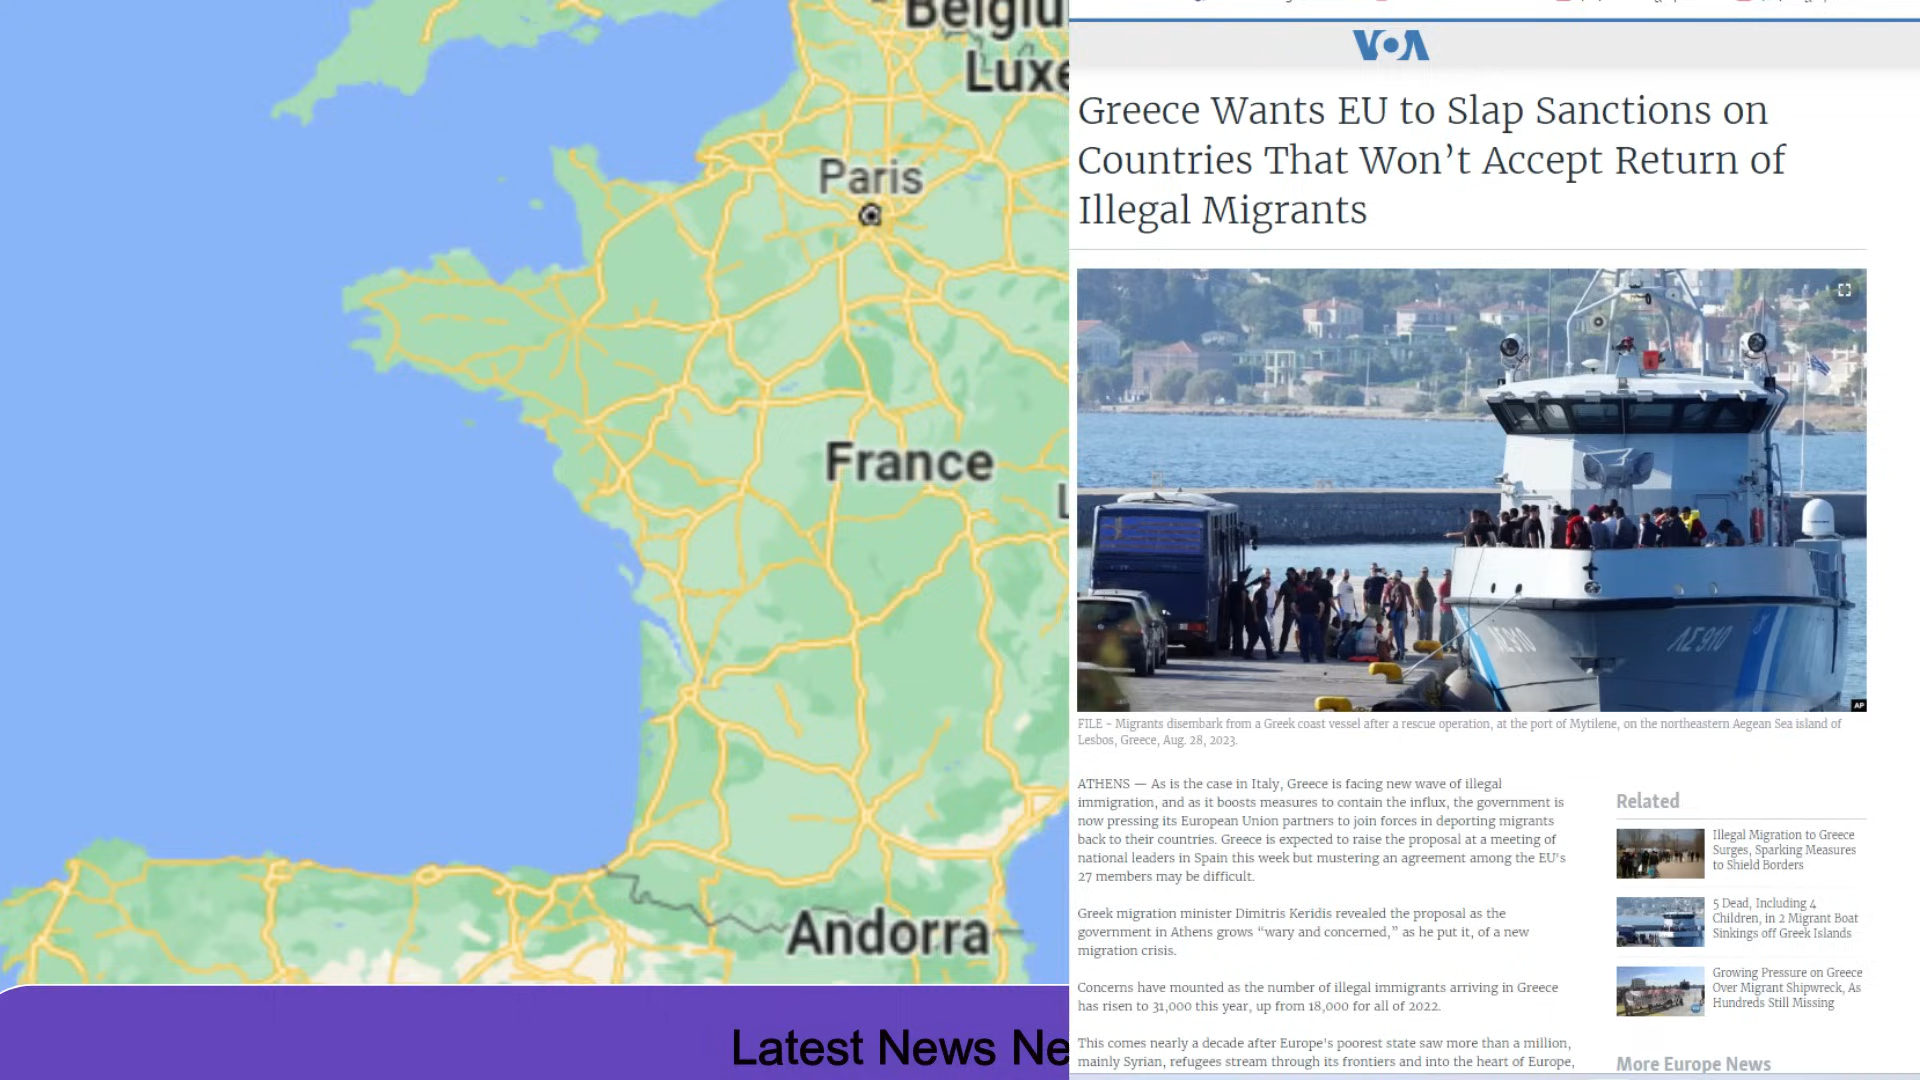 Belgiu
Luxe
Paris
France
L
Andorra
Latest News Ne
VOA
Greece Wants EU to Slap Sanctions on
Countries That Won't Accept Return of
Illegal Migrants
ΛΣ 910
ΛΣ 910
AP
FILE - Migrants disembark from a Greek coast vessel after a rescue operation, at the port of Mytilene, on the northeastern Aegean Sea island of
Lesbos, Greece, Aug. 28, 2023.
ATHENS — As is the case in Italy, Greece is facing new wave of illegal
immigration, and as it boosts measures to contain the influx, the government is
now pressing its European Union partners to join forces in deporting migrants
back to their countries. Greece is expected to raise the proposal at a meeting of
national leaders in Spain this week but mustering an agreement among the EU's
27 members may be difficult.
Greek migration minister Dimitris Keridis revealed the proposal as the
government in Athens grows “wary and concerned,” as he put it, of a new
migration crisis.
Concerns have mounted as the number of illegal immigrants arriving in Greece
has risen to 31,000 this year, up from 18,000 for all of 2022.
This comes nearly a decade after Europe's poorest state saw more than a million,
mainly Syrian, refugees stream through its frontiers and into the heart of Europe,
Related
Illegal Migration to Greece
Surges, Sparking Measures
to Shield Borders
5 Dead, Including 4
Children, in 2 Migrant Boat
Sinkings off Greek Islands
Growing Pressure on Greece
Over Migrant Shipwreck, As
Hundreds Still Missing
More Europe News